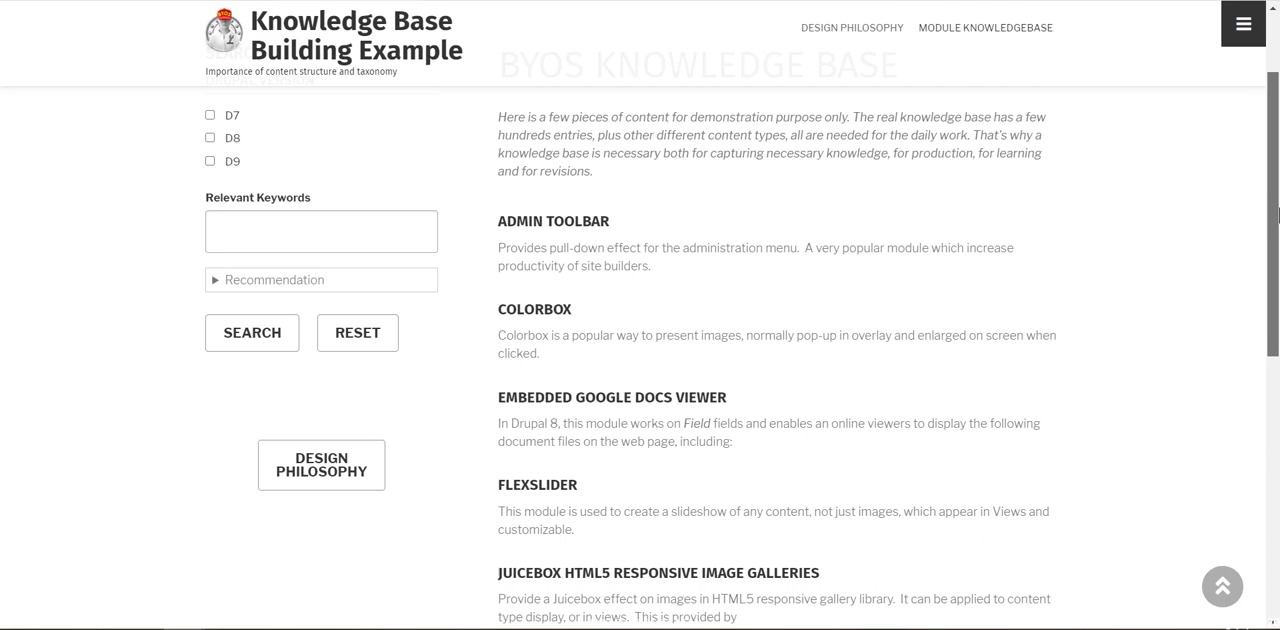 Knowledge Base
Building Example
Importance of content structure and taxonomy
DESIGN PHILOSOPHY MODULE KNOWLEDGEBASE
BYOS KNOWLEDGE BASE
DRUPAL VERSION
D7
D8
D9
Relevant Keywords
Recommendation
SEARCH RESET
DESIGN
PHILOSOPHY
Here is a few pieces of content for demonstration purpose only. The real knowledge base has a few
hundreds entries, plus other different content types, all are needed for the daily work. That's why a
knowledge base is necessary both for capturing necessary knowledge, for production, for learning
and for revisions.
ADMIN TOOLBAR
Provides pull-down effect for the administration menu. A very popular module which increase
productivity of site builders.
COLORBOX
Colorbox is a popular way to present images, normally pop-up in overlay and enlarged on screen when
clicked.
EMBEDDED GOOGLE DOCS VIEWER
In Drupal 8, this module works on Field fields and enables an online viewers to display the following
document files on the web page, including:
FLEXSLIDER
This module is used to create a slideshow of any content, not just images, which appear in Views and
customizable.
JUICEBOX HTML5 RESPONSIVE IMAGE GALLERIES
Provide a Juicebox effect on images in HTML5 responsive gallery library. It can be applied to content
type display, or in views. This is provided by